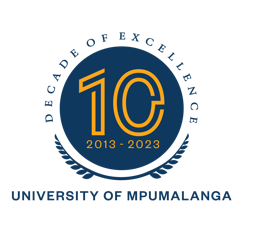 DECADE OF EXCELLENCE
10
2013 - 2023
UNIVERSITY OF MPUMALANGA